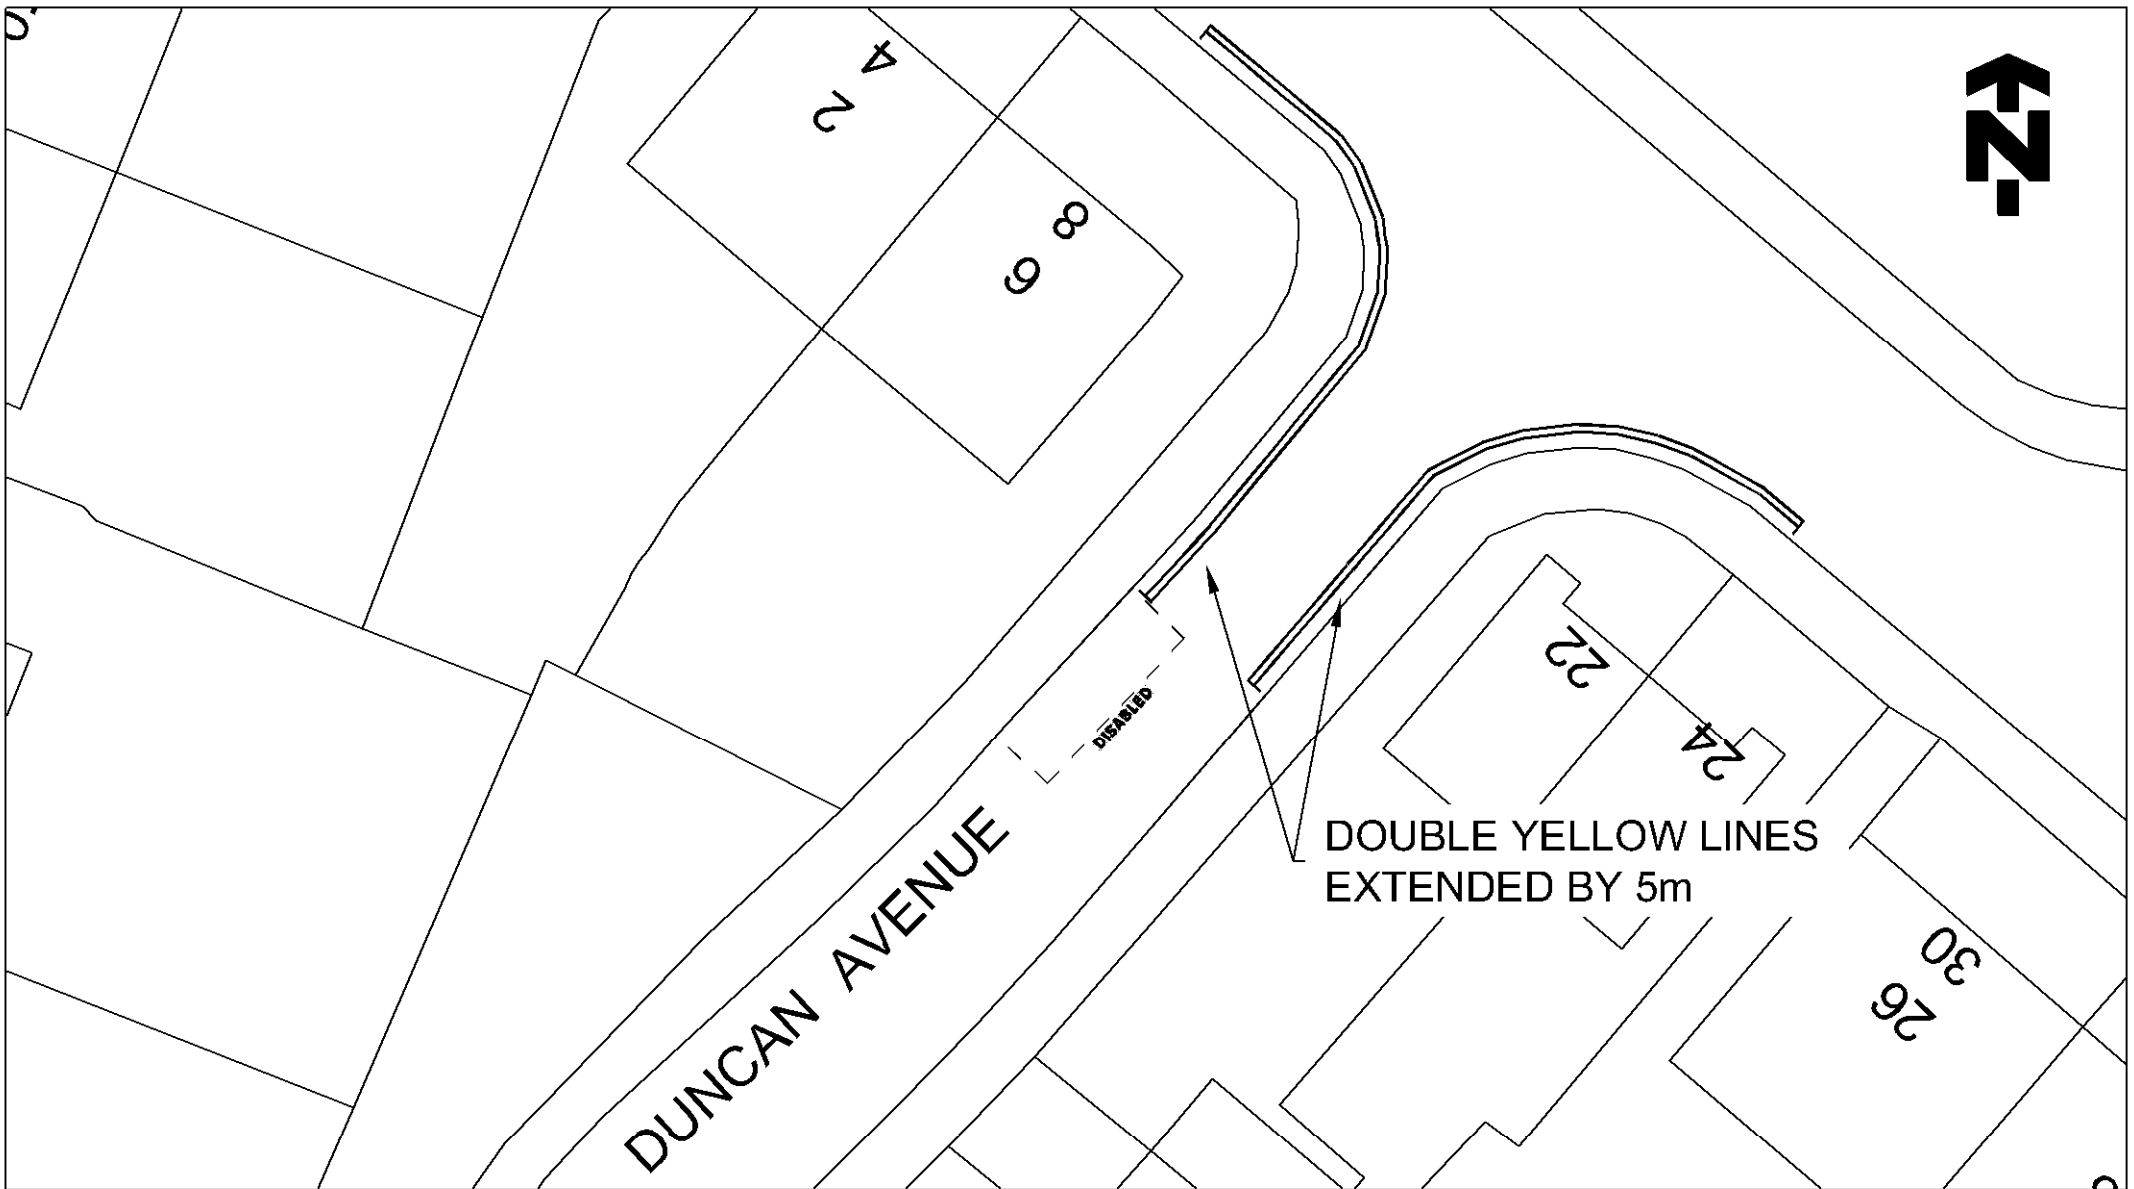 4
2
8
6
N
22
24
DISABLED
DOUBLE YELLOW LINES
EXTENDED BY 5m
DUNCAN AVENUE
30
26